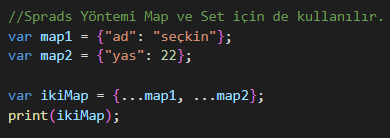 //Sprads Yöntemi Map ve Set için de kullanılır.
var map1 = {"ad": "seçkin"};
var map2 = {"yas": 22};
var ikiMap = {...map1, ...map2};
print(ikiMap);